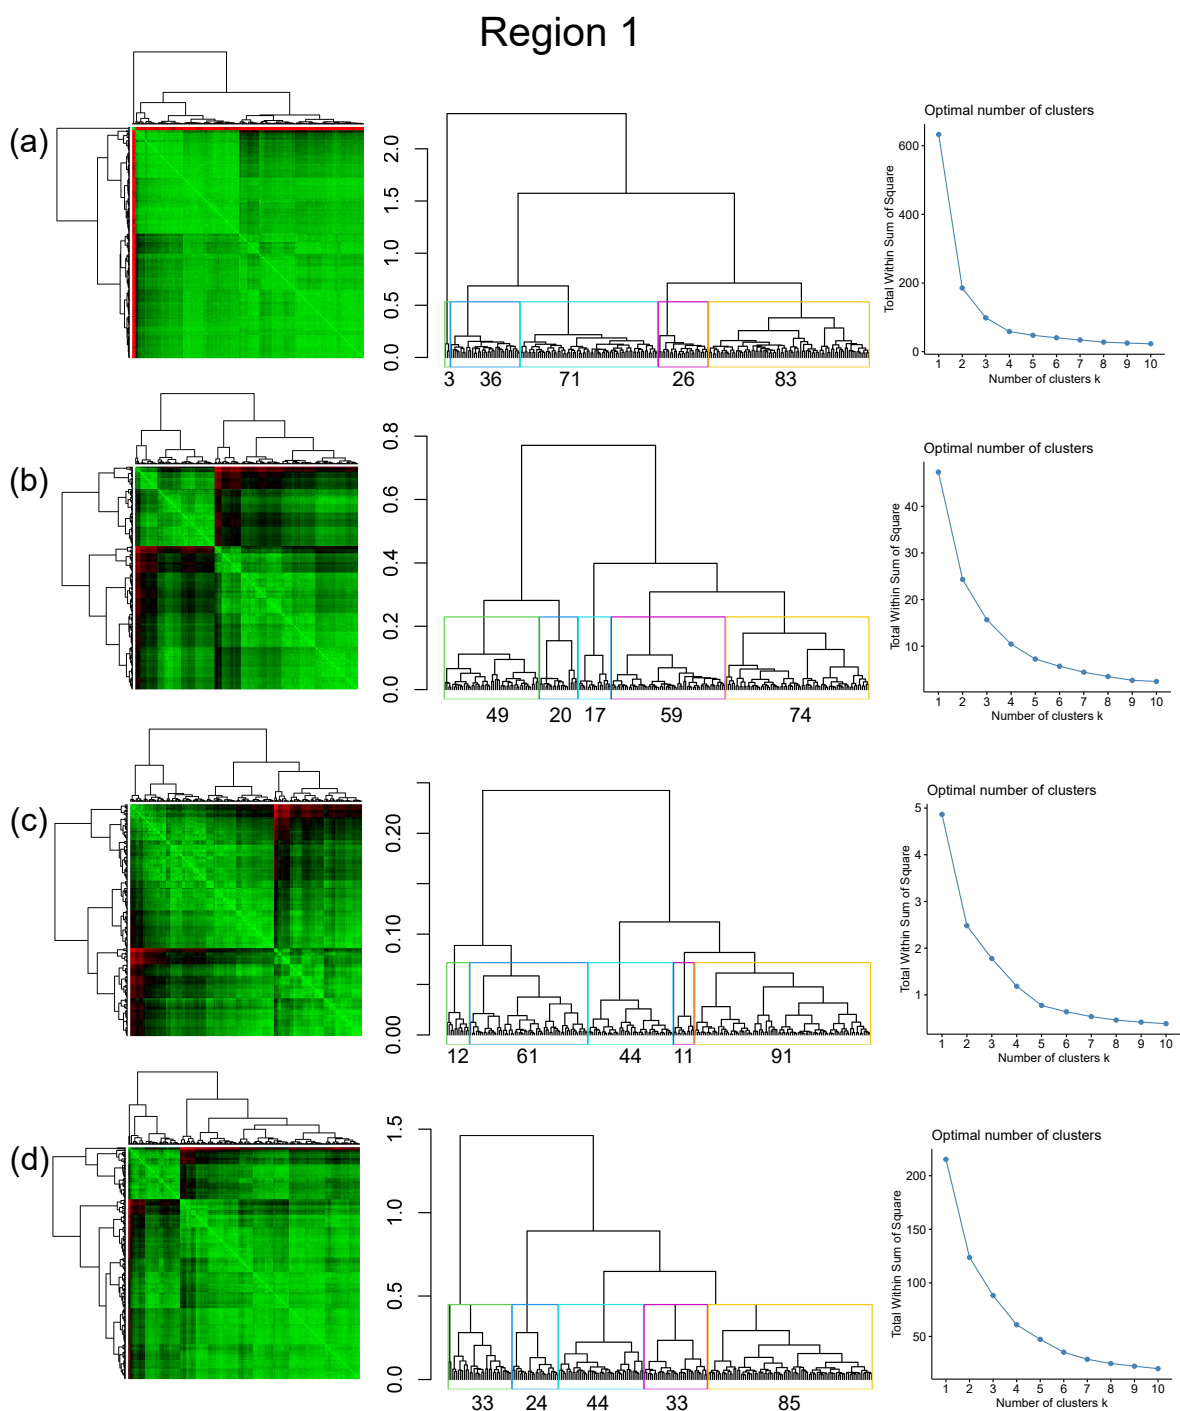 Region 1
(a)
2.0
1.5
1.0
0.5
0.0
3 36 71 26 83
Optimal number of clusters
Total Within Sum of Square
600
400
200
0
1 2 3 4 5 6 7 8 9 10
Number of clusters k
(b)
0.8
0.6
0.4
0.2
0.0
49 20 17 59 74
Optimal number of clusters
Total Within Sum of Square
40
30
20
10
1 2 3 4 5 6 7 8 9 10
Number of clusters k
(c)
0.20
0.10
0.00
12 61 44 11 91
Optimal number of clusters
Total Within Sum of Square
5
4
3
2
1
1 2 3 4 5 6 7 8 9 10
Number of clusters k
(d)
1.5
1.0
0.5
0.0
33 24 44 33 85
Optimal number of clusters
Total Within Sum of Square
200
150
100
50
1 2 3 4 5 6 7 8 9 10
Number of clusters k